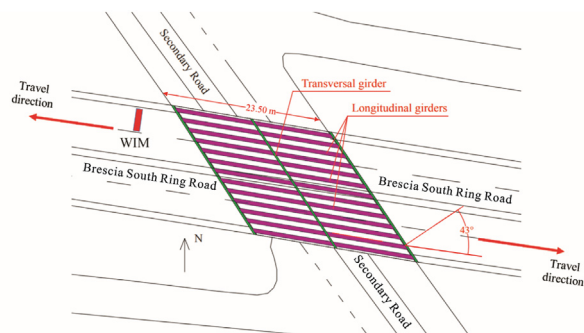 Secondary Road
Transversal girder
Travel
direction
23.50 m
Longitudinal girders
WIM
Brescia South Ring Road
Brescia South Ring Road
43°
N
Travel
direction
Secondary Road